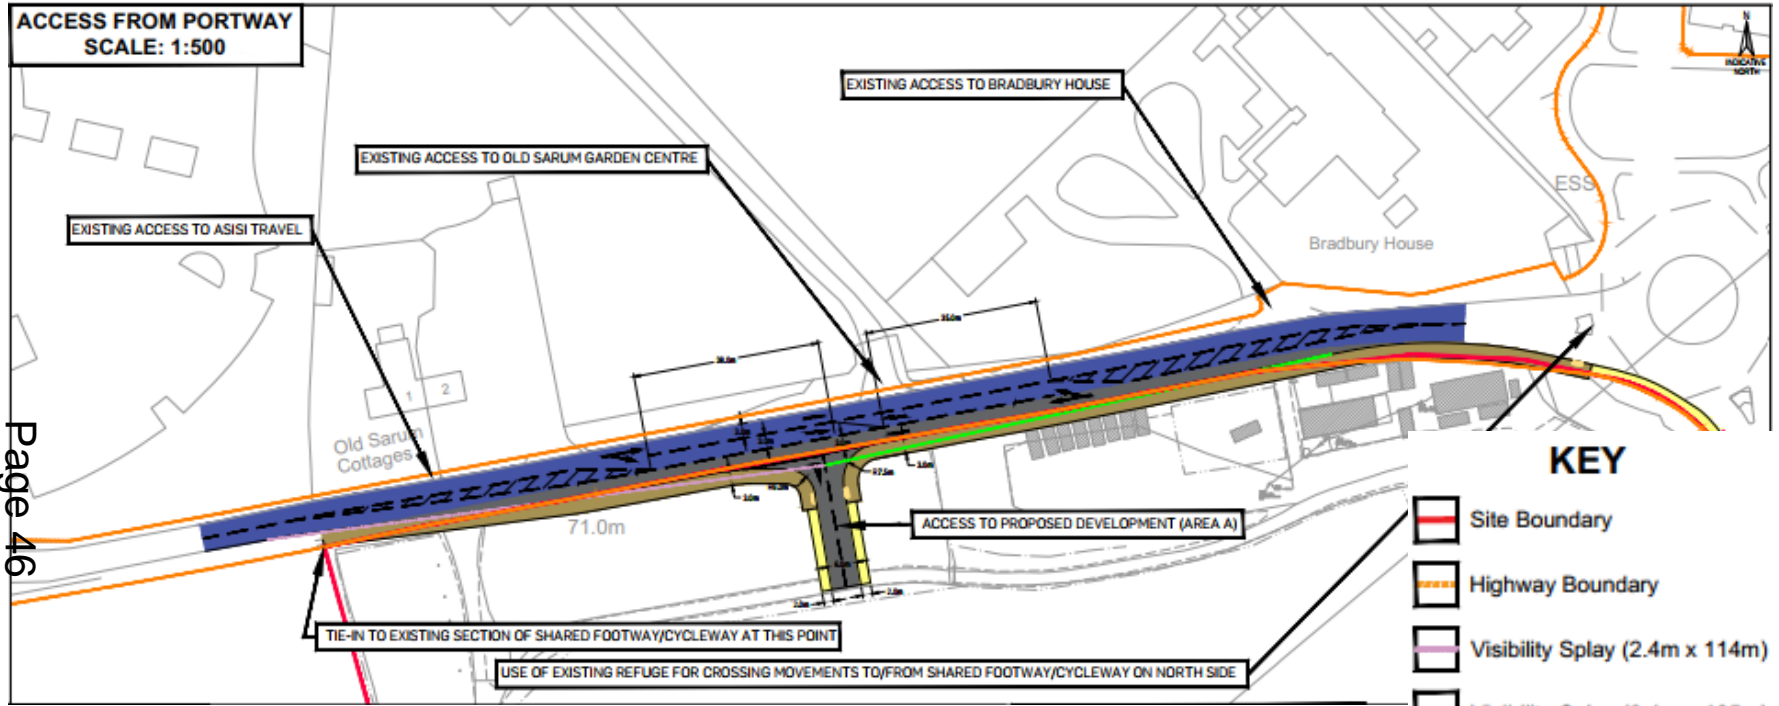 ACCESS FROM PORTWAY
SCALE: 1:500
N
INDICATIVE
NORTH
EXISTING ACCESS TO BRADBURY HOUSE
EXISTING ACCESS TO OLD SARUM GARDEN CENTRE
ESS
EXISTING ACCESS TO ASISI TRAVEL
Bradbury House
1
2
Old Sarum
Cottages
71.0m
ACCESS TO PROPOSED DEVELOPMENT (AREA A)
TIE-IN TO EXISTING SECTION OF SHARED FOOTWAY/CYCLEWAY AT THIS POINT
USE OF EXISTING REFUGE FOR CROSSING MOVEMENTS TO/FROM SHARED FOOTWAY/CYCLEWAY ON NORTH SIDE
KEY
Site Boundary
Highway Boundary
Visibility Splay (2.4m x 114m)
Page 46